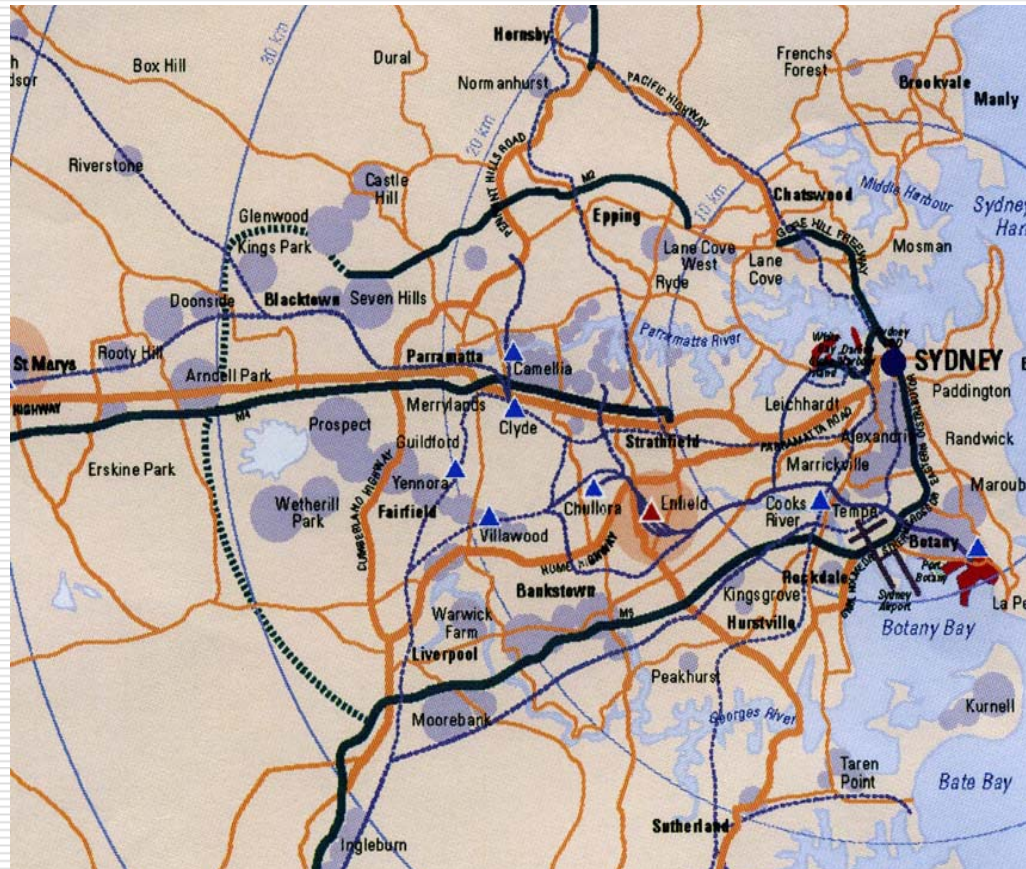 Hornsby
30 km
Box Hill
Dural
Frenchs
Forest
Brookvale
Normanhurst
PACIFIC HIGHWAY
Manly
20 km
PENNANT HILLS ROAD
Riverstone
Castle
Hill
M2
Chatswood
Middle Harbour
10 km
Glenwood
Epping
Sydney
Kings Park
GORE HILL FREEWAY
Lane Cove
West
Lane
Cove
Mosman
Ryde
Doonside
Blacktown
Seven Hills
Parramatta River
St Marys
Rooty Hill
Parramatta
Camellia
SYDNEY
Arndell Park
Paddington
HIGHWAY
M4
Merrylands
Clyde
Leichhardt
Prospect
Guildford
Strathfield
PARRAMATTA ROAD
Alexandria
Randwick
Erskine Park
Marrickville
Yennora
Wetherill
Park
CUMBERLAND HIGHWAY
Fairfield
Chullora
Enfield
Cooks
River
Tempe
Maroub
Villawood
Botany
HUME HIGHWAY
Port
Botany
Bankstown
Rockdale
Kingsgrove
Sydney
Airport
La Pe
Warwick
Farm
M5
Hurstville
Botany Bay
Liverpool
Peakhurst
Moorebank
Georges River
Kurnell
Taren
Point
Bate Bay
Sutherland
Ingleburn